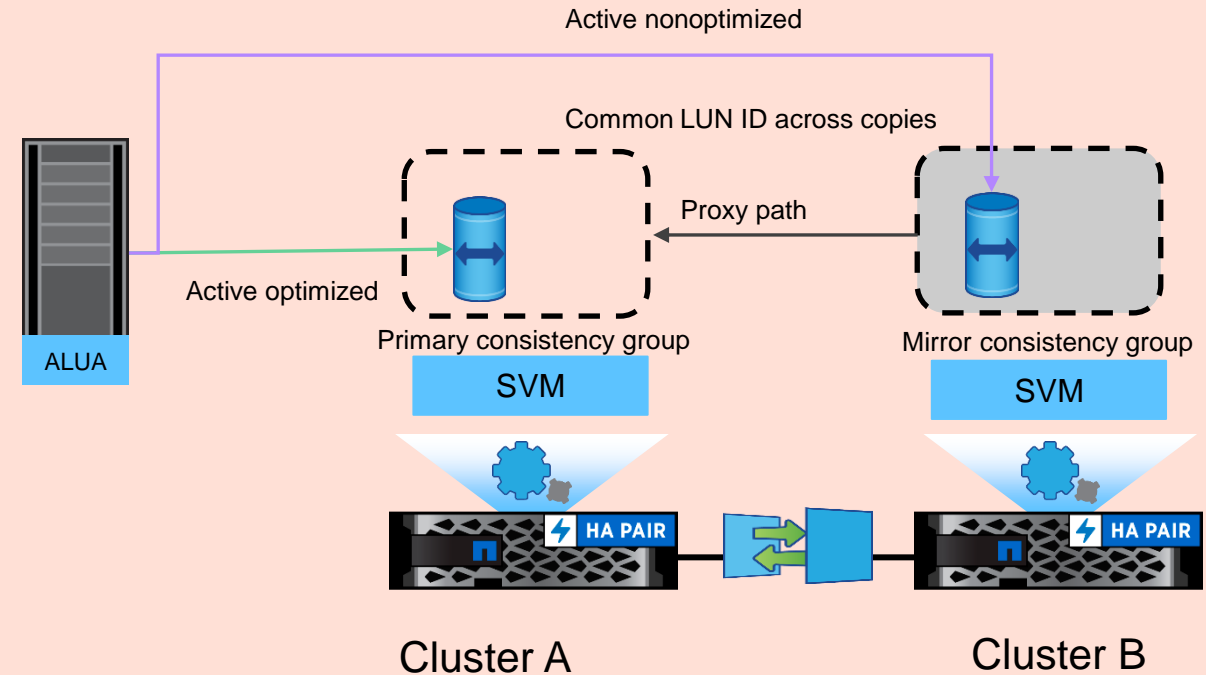 Active nonoptimized
Common LUN ID across copies
Proxy path
Active optimized
ALUA
Primary consistency group
Mirror consistency group
SVM
SVM
HA PAIR
HA PAIR
Cluster A
Cluster B